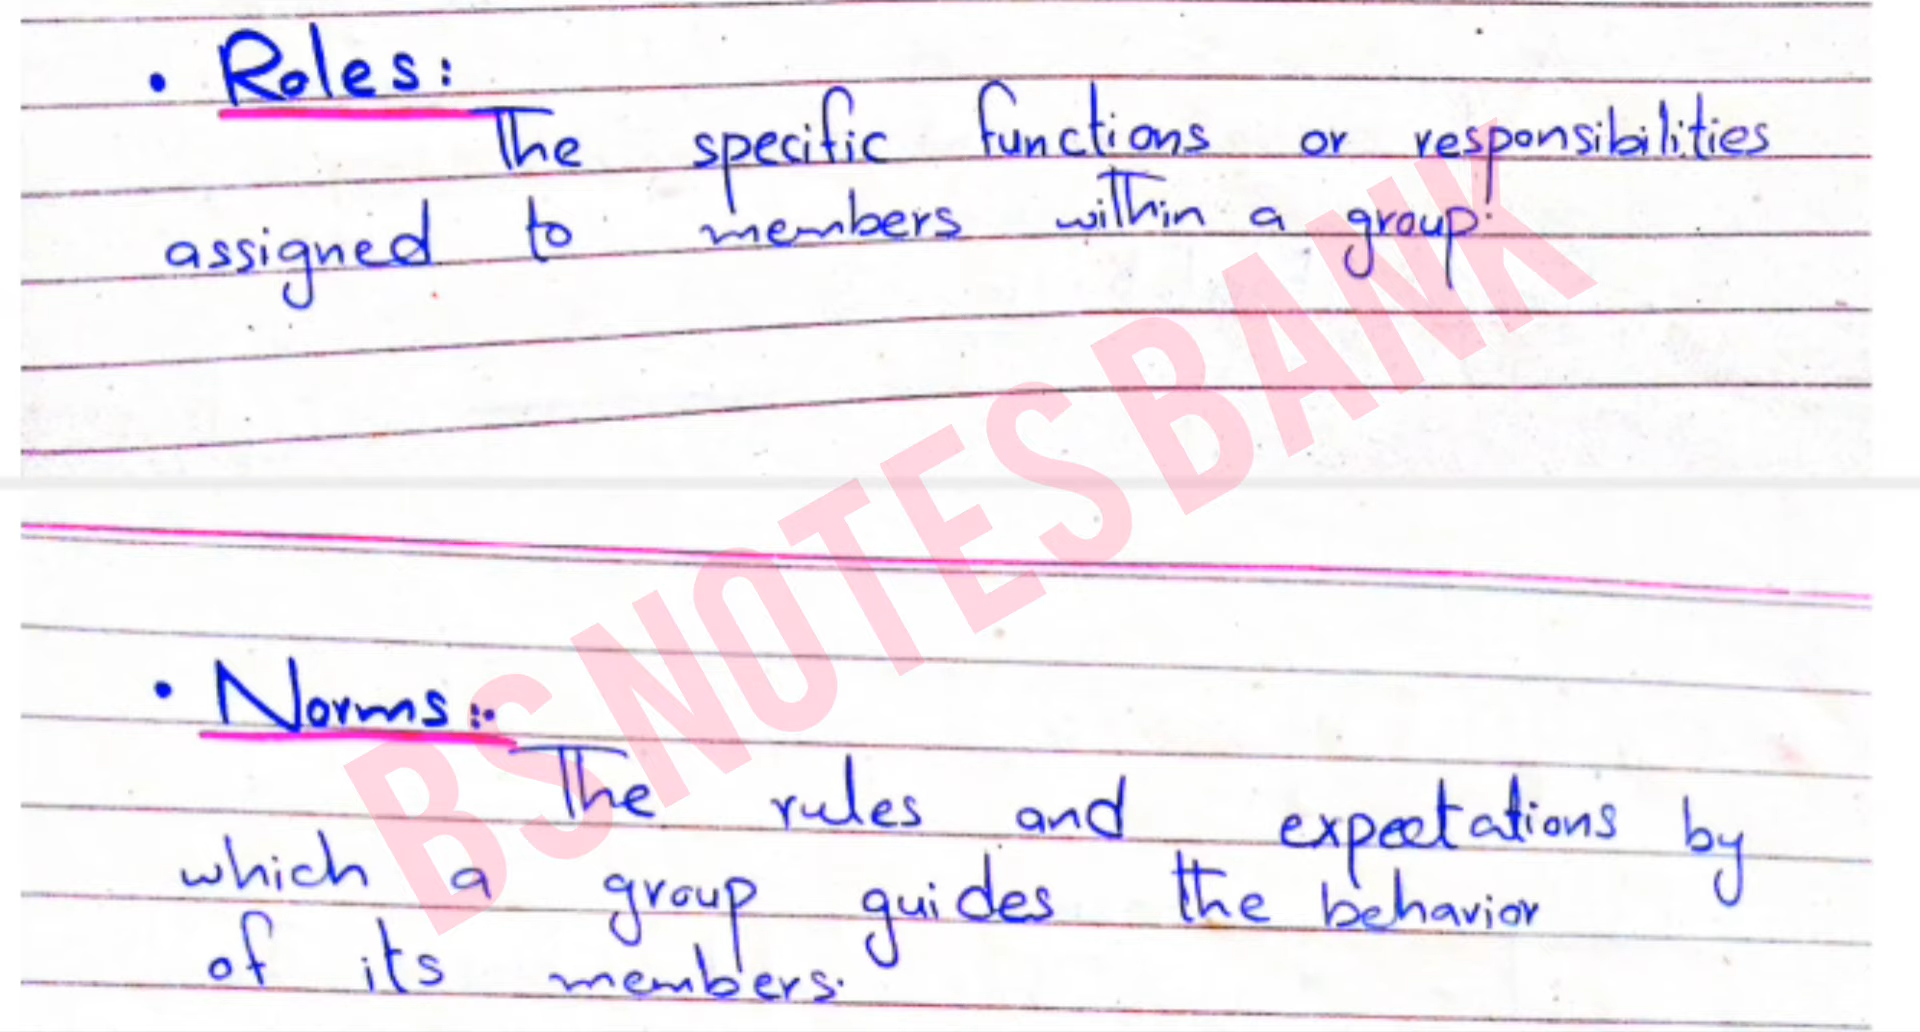 • Roles:
The specific functions or responsibilities
assigned to members within a group.
BS NOTES BANK
• Norms:-
The rules and expectations by
which a group guides the behavior
of its members.